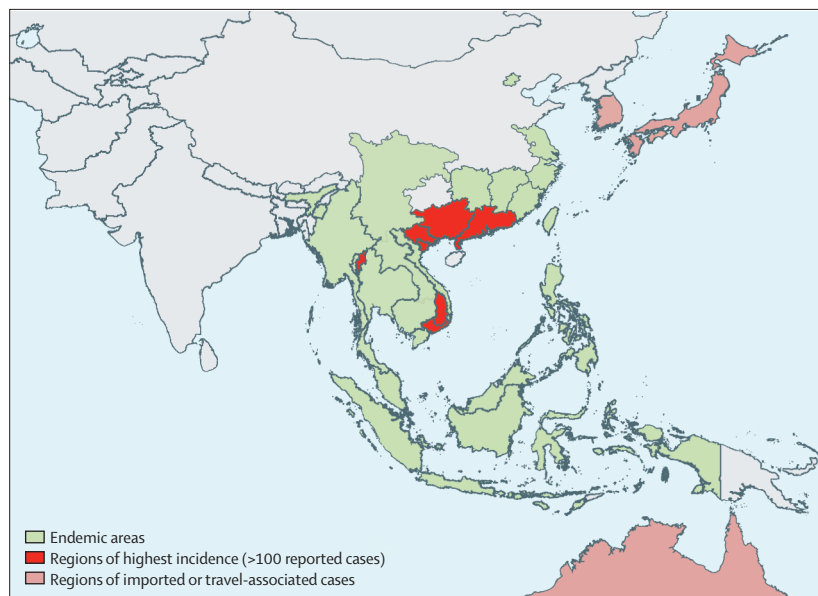 Endemic areas
Regions of highest incidence (>100 reported cases)
Regions of imported or travel-associated cases